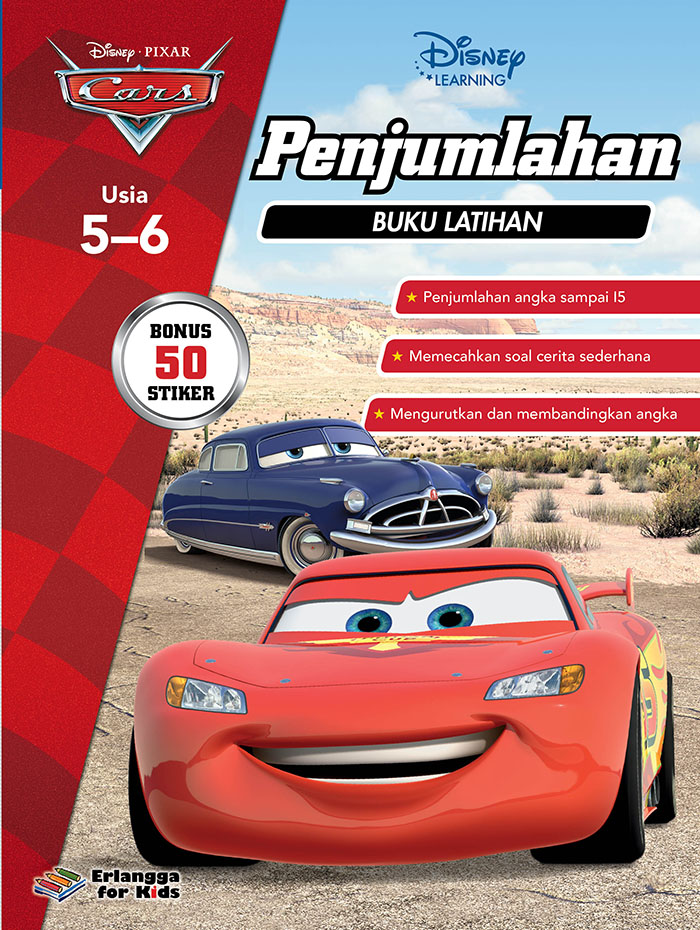 Disney · PIXAR
Cars
Disney
LEARNING
Penjumlahan
BUKU LATIHAN
Usia
5–6
Penjumlahan angka sampai 15
BONUS
50
STIKER
Memecahkan soal cerita sederhana
Mengurutkan dan membandingkan angka
Erlangga
for Kids